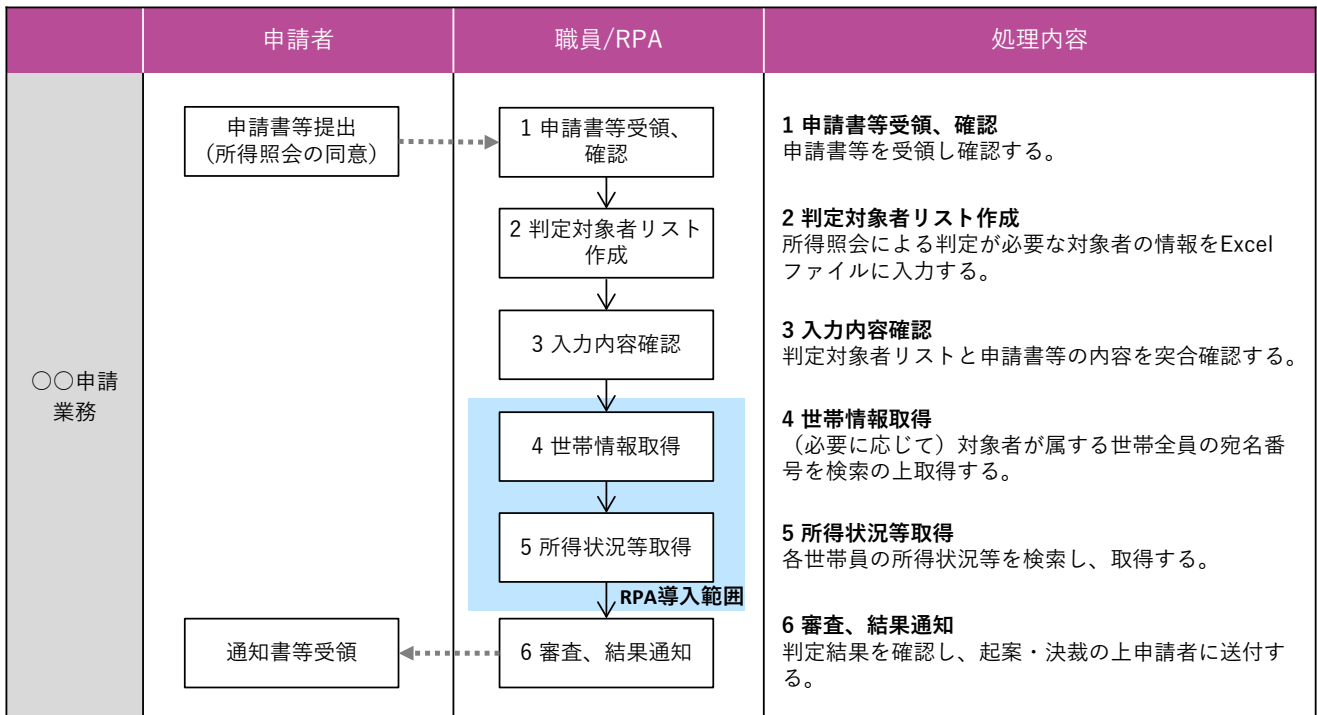 申請者
職員/RPA
処理内容
○○申請
業務
申請書等提出
(所得照会の同意)
1 申請書等受領、
確認
1 申請書等受領、確認
申請書等を受領し確認する。
2 判定対象者リスト
作成
2 判定対象者リスト作成
所得照会による判定が必要な対象者の情報をExcel
ファイルに入力する。
3 入力内容確認
3 入力内容確認
判定対象者リストと申請書等の内容を突合確認する。
4 世帯情報取得
4 世帯情報取得
（必要に応じて）対象者が属する世帯全員の宛名番
号を検索の上取得する。
5 所得状況等取得
RPA導入範囲
5 所得状況等取得
各世帯員の所得状況等を検索し、取得する。
通知書等受領
6 審査、結果通知
6 審査、結果通知
判定結果を確認し、起案・決裁の上申請者に送付す
る。